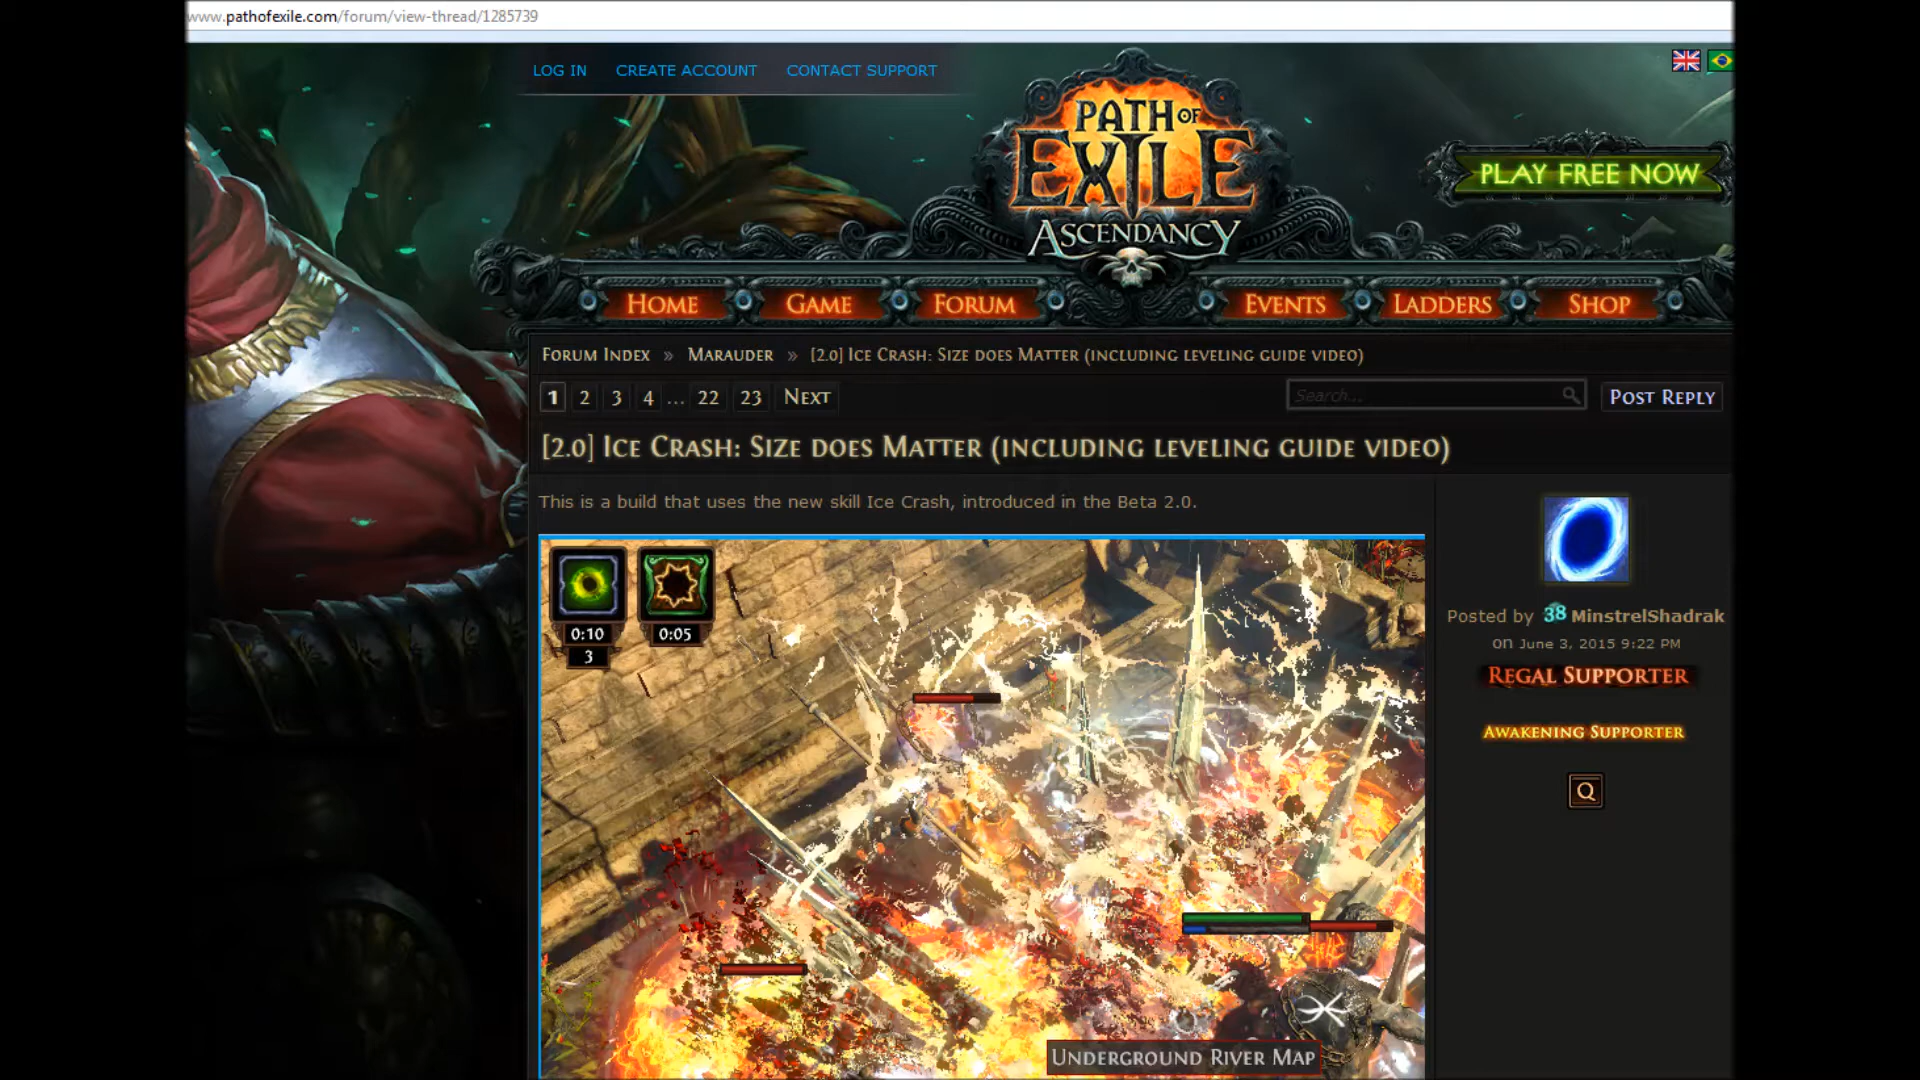 www.pathofexile.com/forum/view-thread/1285739
LOG IN CREATE ACCOUNT CONTACT SUPPORT
PATH OF EXILE
ASCENDANCY
PLAY FREE NOW
HOME GAME FORUM EVENTS LADDERS SHOP
FORUM INDEX » MARAUDER » [2.0] ICE CRASH: SIZE DOES MATTER (INCLUDING LEVELING GUIDE VIDEO)
1 2 3 4 ... 22 23 NEXT Search... POST REPLY
[2.0] ICE CRASH: SIZE DOES MATTER (INCLUDING LEVELING GUIDE VIDEO)
This is a build that uses the new skill Ice Crash, introduced in the Beta 2.0.
0:10 0:05
3
Posted by 38 MinstrelShadrak
on June 3, 2015 9:22 PM
REGAL SUPPORTER
AWAKENING SUPPORTER
Q
UNDERGROUND RIVER MAP